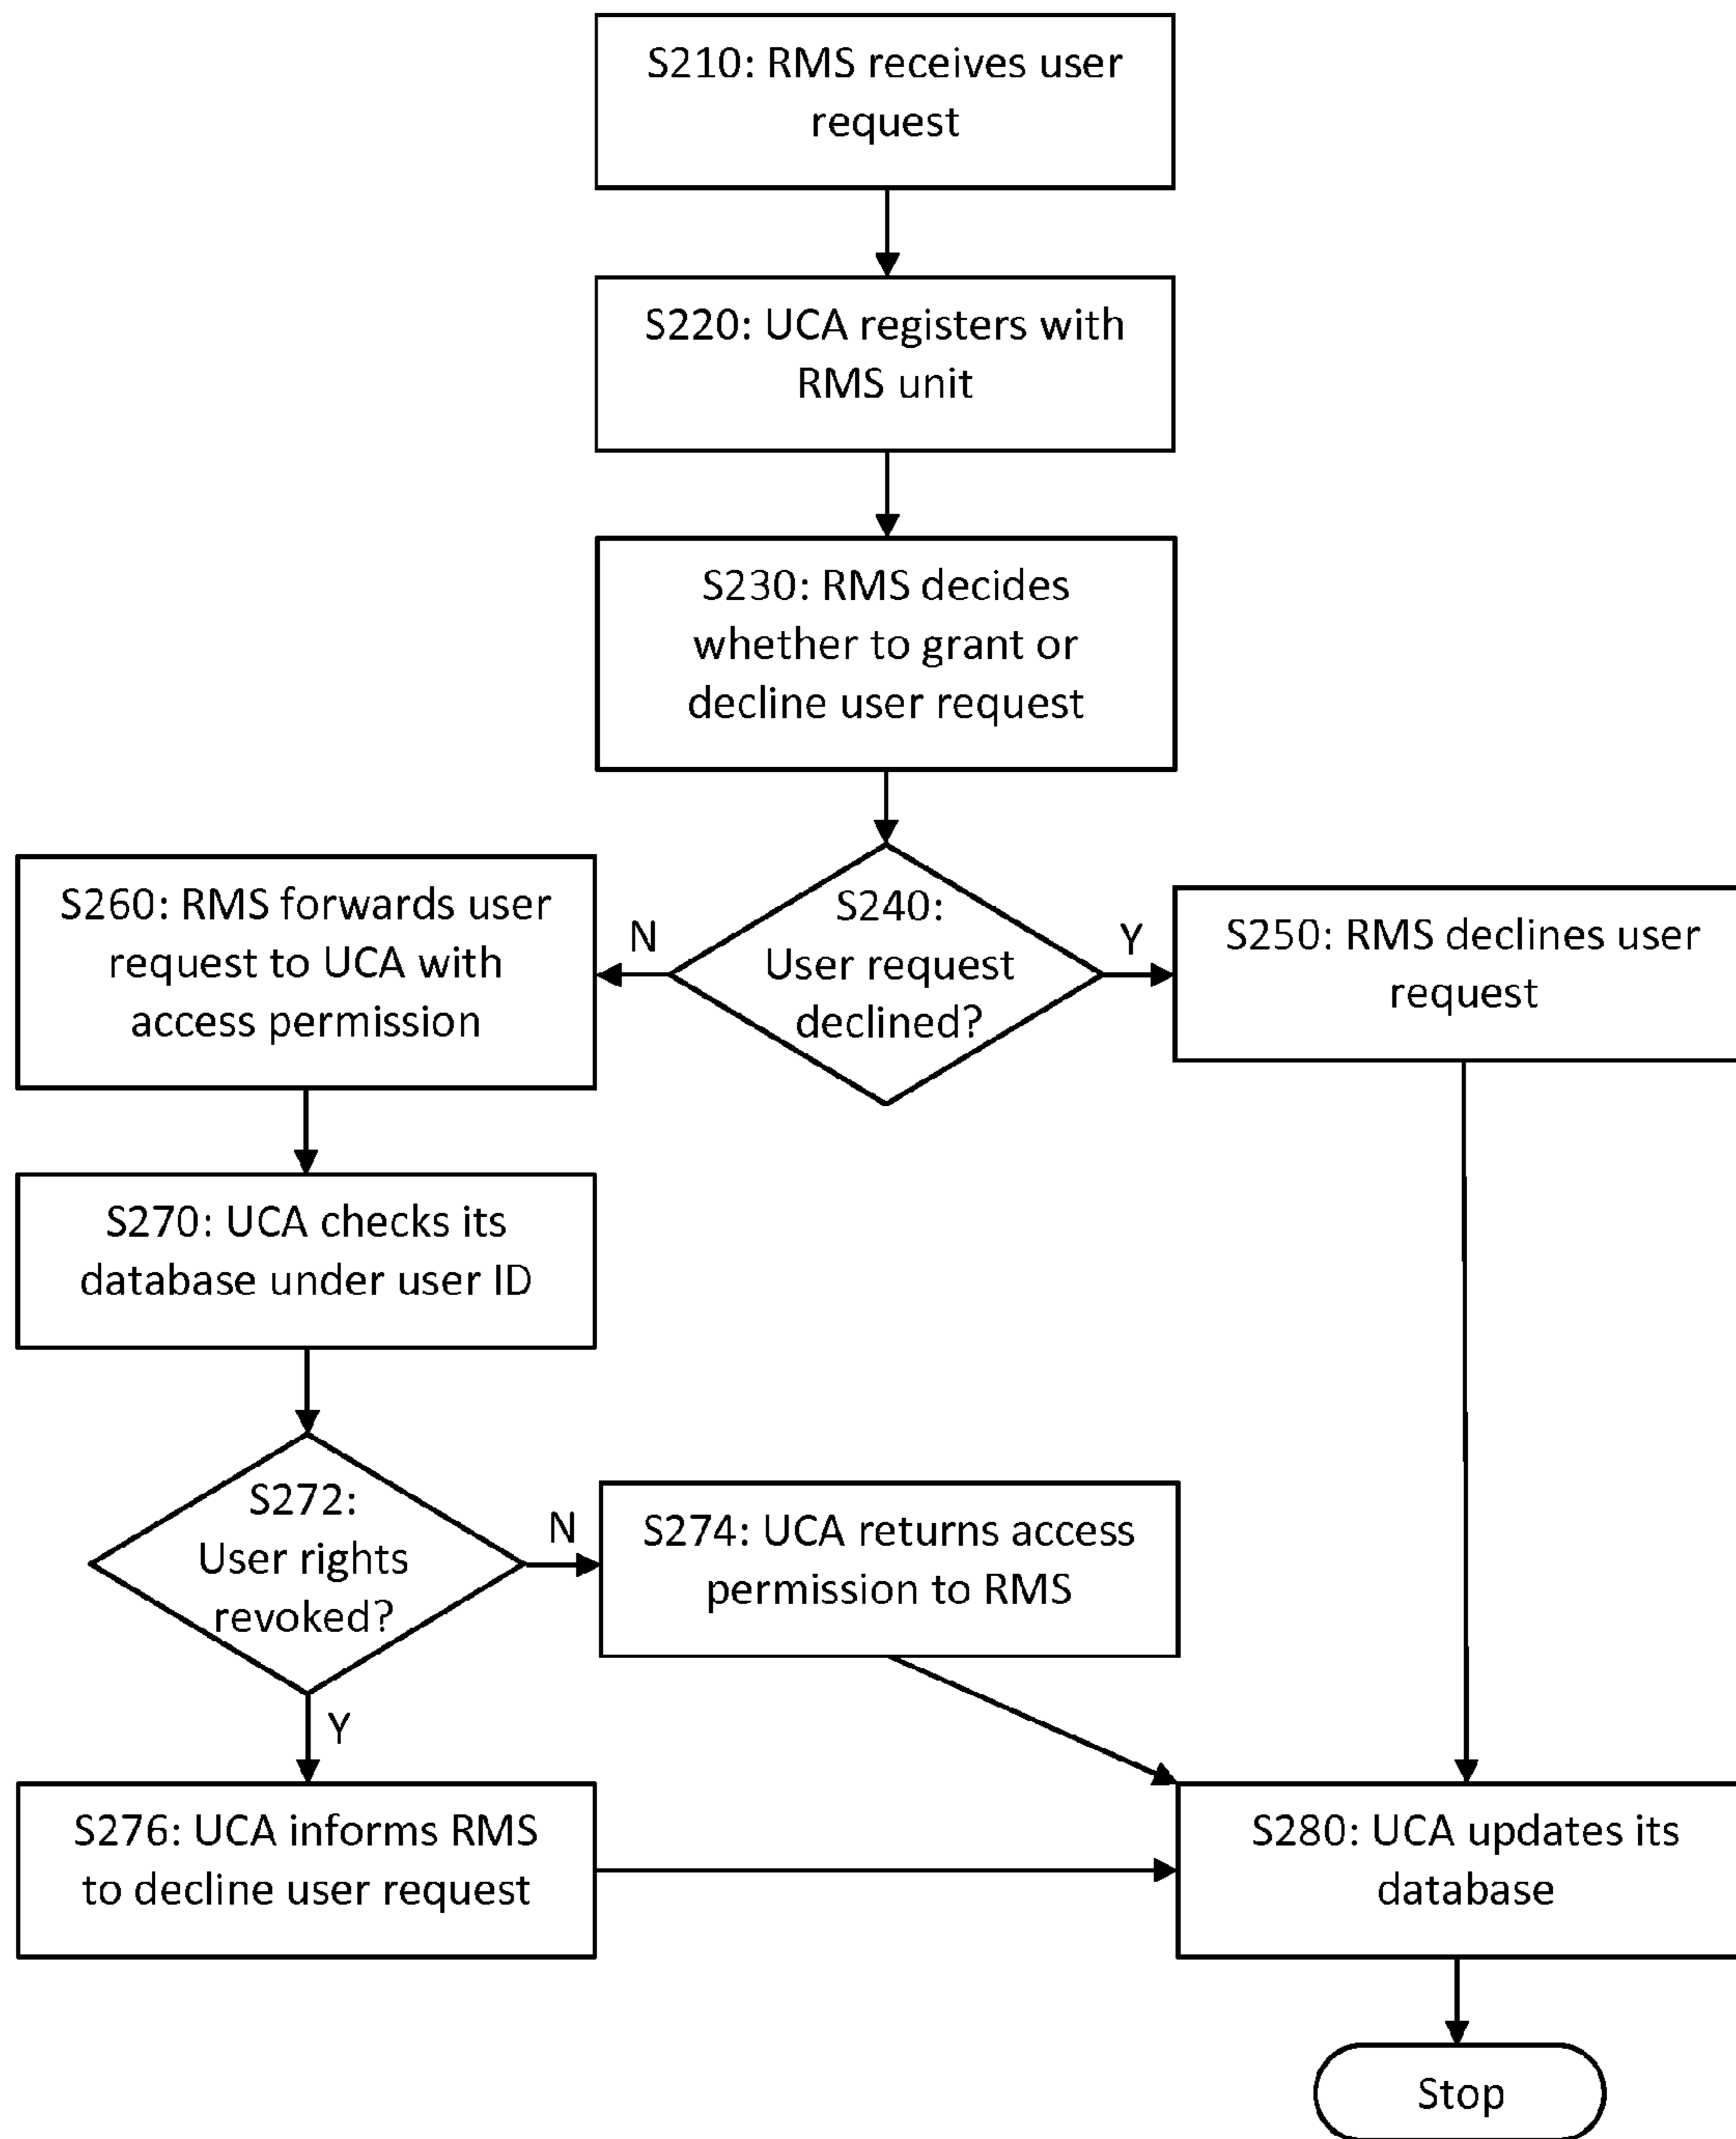 S210: RMS receives user
request
S220: UCA registers with
RMS unit
S230: RMS decides
whether to grant or
decline user request
S240:
User request
declined?
N
Y
S260: RMS forwards user
request to UCA with
access permission
S250: RMS declines user
request
S270: UCA checks its
database under user ID
S272:
User rights
revoked?
N
Y
S274: UCA returns access
permission to RMS
S276: UCA informs RMS
to decline user request
S280: UCA updates its
database
Stop